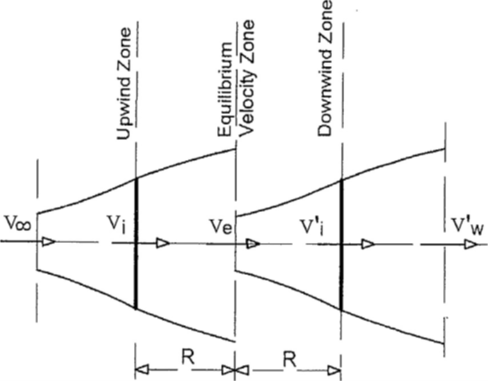 Upwind Zone
Equilibrium
Velocity Zone
Downwind Zone
V∞
Vi
Ve
V'i
V'w
R
R